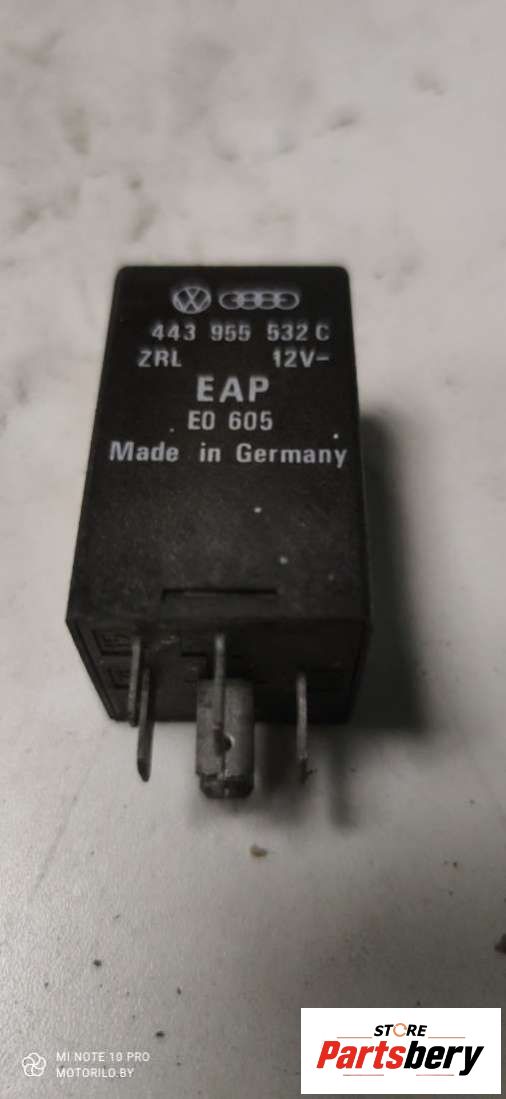 443 955 532 C
ZRL 12V-
EAP
E0 605
Made in Germany
MI NOTE 10 PRO
MOTORILO.BY
STORE
Partsbery